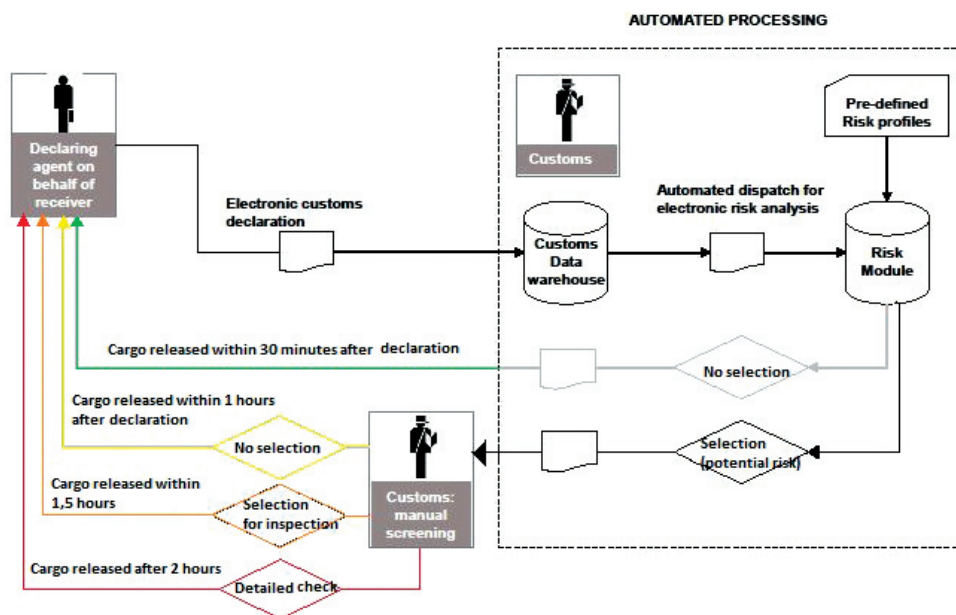 AUTOMATED PROCESSING
Declaring
agent on
behalf of
receiver
Customs
Pre-defined
Risk profiles
Electronic customs
declaration
Automated dispatch for
electronic risk analysis
Customs
Data
warehouse
Risk
Module
Cargo released within 30 minutes after declaration
No selection
Cargo released within 1 hours
after declaration
No selection
Selection
(potential risk)
Cargo released within
1,5 hours
Selection
for inspection
Customs:
manual
screening
Cargo released after 2 hours
Detailed check